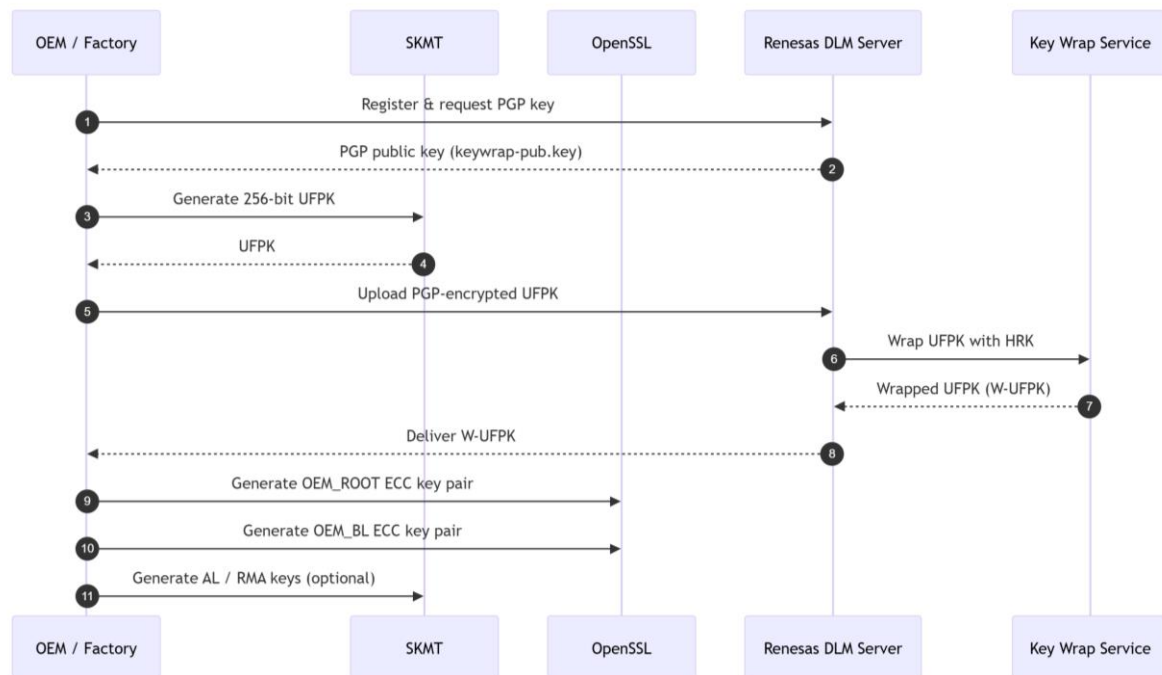 OEM / Factory
SKMT
OpenSSL
Renesas DLM Server
Key Wrap Service
Register & request PGP key
1
PGP public key (keywrap-pub.key)
2
Generate 256-bit UFPK
3
UFPK
4
Upload PGP-encrypted UFPK
5
Wrap UFPK with HRK
6
Wrapped UFPK (W-UFPK)
7
Deliver W-UFPK
8
Generate OEM_ROOT ECC key pair
9
Generate OEM_BL ECC key pair
10
Generate AL / RMA keys (optional)
11
OEM / Factory
SKMT
OpenSSL
Renesas DLM Server
Key Wrap Service